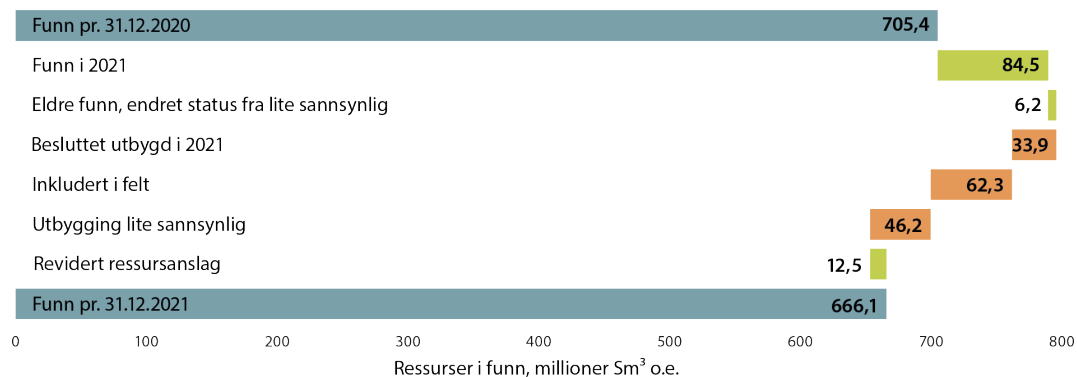 Funn pr. 31.12.2020 705,4
Funn i 2021 84,5
Eldre funn, endret status fra lite sannsynlig 6,2
Besluttet utbygd i 2021 33,9
Inkludert i felt 62,3
Utbygging lite sannsynlig 46,2
Revidert ressursanslag 12,5
Funn pr. 31.12.2021 666,1
0 100 200 300 400 500 600 700 800
Ressurser i funn, millioner Sm³ o.e.